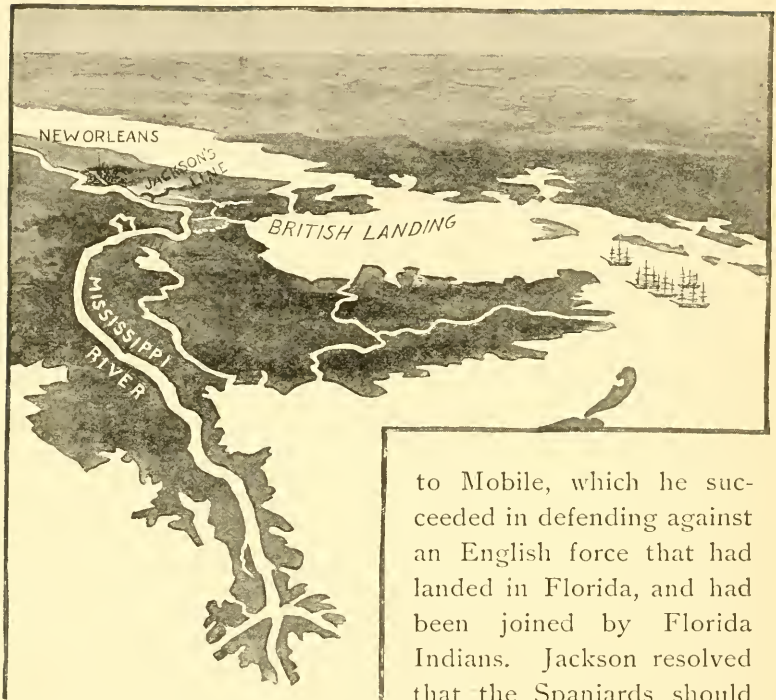 NEW ORLEANS
JACKSON'S
LINE
BRITISH LANDING
MISSISSIPPI
RIVER
to Mobile, which he suc-
ceeded in defending against
an English force that had
landed in Florida, and had
been joined by Florida
Indians. Jackson resolved
that the Spaniards should